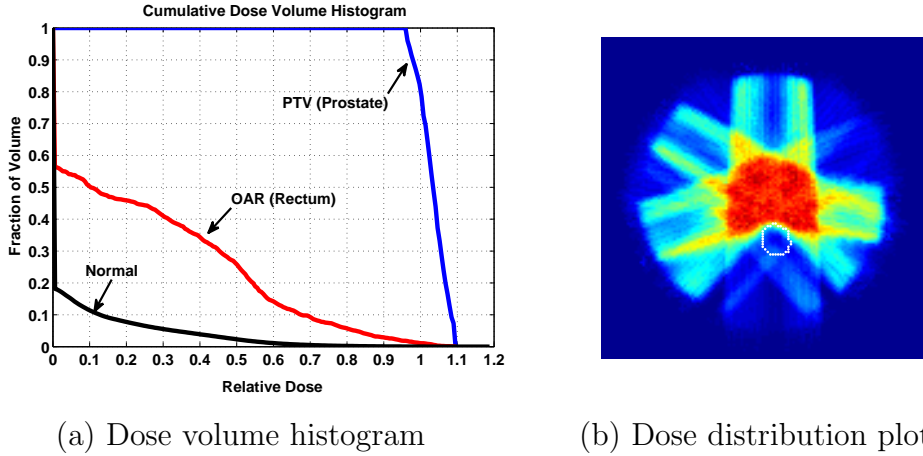 Cumulative Dose Volume Histogram
1
0.9
0.8
0.7
0.6
0.5
0.4
0.3
0.2
0.1
0
Fraction of Volume
PTV (Prostate)
OAR (Rectum)
Normal
0 0.1 0.2 0.3 0.4 0.5 0.6 0.7 0.8 0.9 1 1.1 1.2
Relative Dose
(a) Dose volume histogram
(b) Dose distribution plot